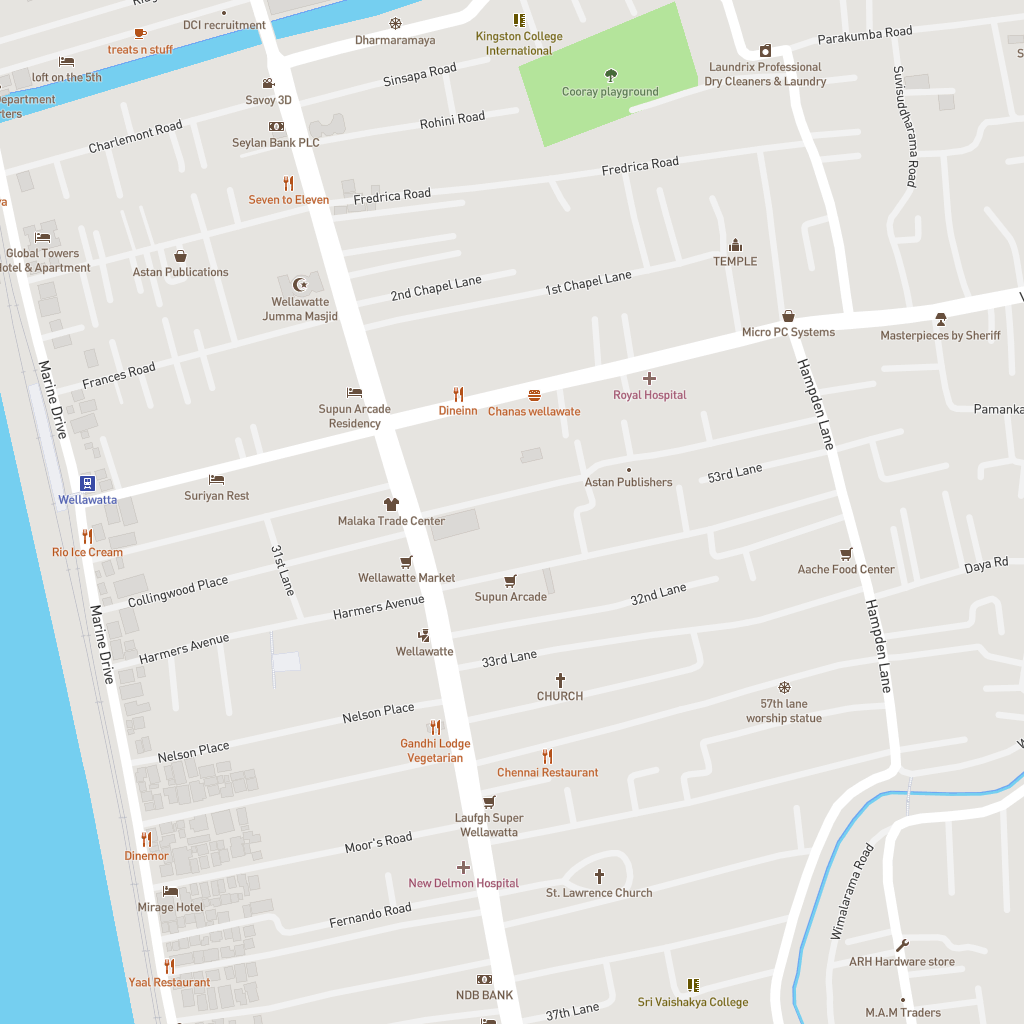 DCI recruitment
Dharmaramaya
Kingston College
International
Parakumba Road
treats n stuff
Laundrix Professional
Dry Cleaners & Laundry
loft on the 5th
Sinsapa Road
Cooray playground
Savoy 3D
Department
Suvisuddharama Road
Charlemont Road
Rohini Road
Seylan Bank PLC
Fredrica Road
Fredrica Road
Seven to Eleven
Global Towers
Hotel & Apartment
Astan Publications
TEMPLE
2nd Chapel Lane
1st Chapel Lane
Wellawatte
Jumma Masjid
Micro PC Systems
Masterpieces by Sheriff
Frances Road
Marine Drive
Hampden Lane
Royal Hospital
Supun Arcade
Residency
Dineinn
Chanas wellawate
Pamanka
Wellawatta
Suriyan Rest
53rd Lane
Astan Publishers
Malaka Trade Center
Rio Ice Cream
31st Lane
Wellawatte Market
Collingwood Place
Supun Arcade
Aache Food Center
Daya Rd
32nd Lane
Harmers Avenue
Marine Drive
Hampden Lane
Harmers Avenue
Wellawatte
33rd Lane
CHURCH
57th lane
worship statue
Nelson Place
Nelson Place
Gandhi Lodge
Vegetarian
Chennai Restaurant
Laufgh Super
Wellawatta
Moor's Road
Dinemor
New Delmon Hospital
St. Lawrence Church
Wimalarama Road
Mirage Hotel
Fernando Road
ARH Hardware store
Yaal Restaurant
NDB BANK
Sri Vaishakya College
37th Lane
M.A.M Traders